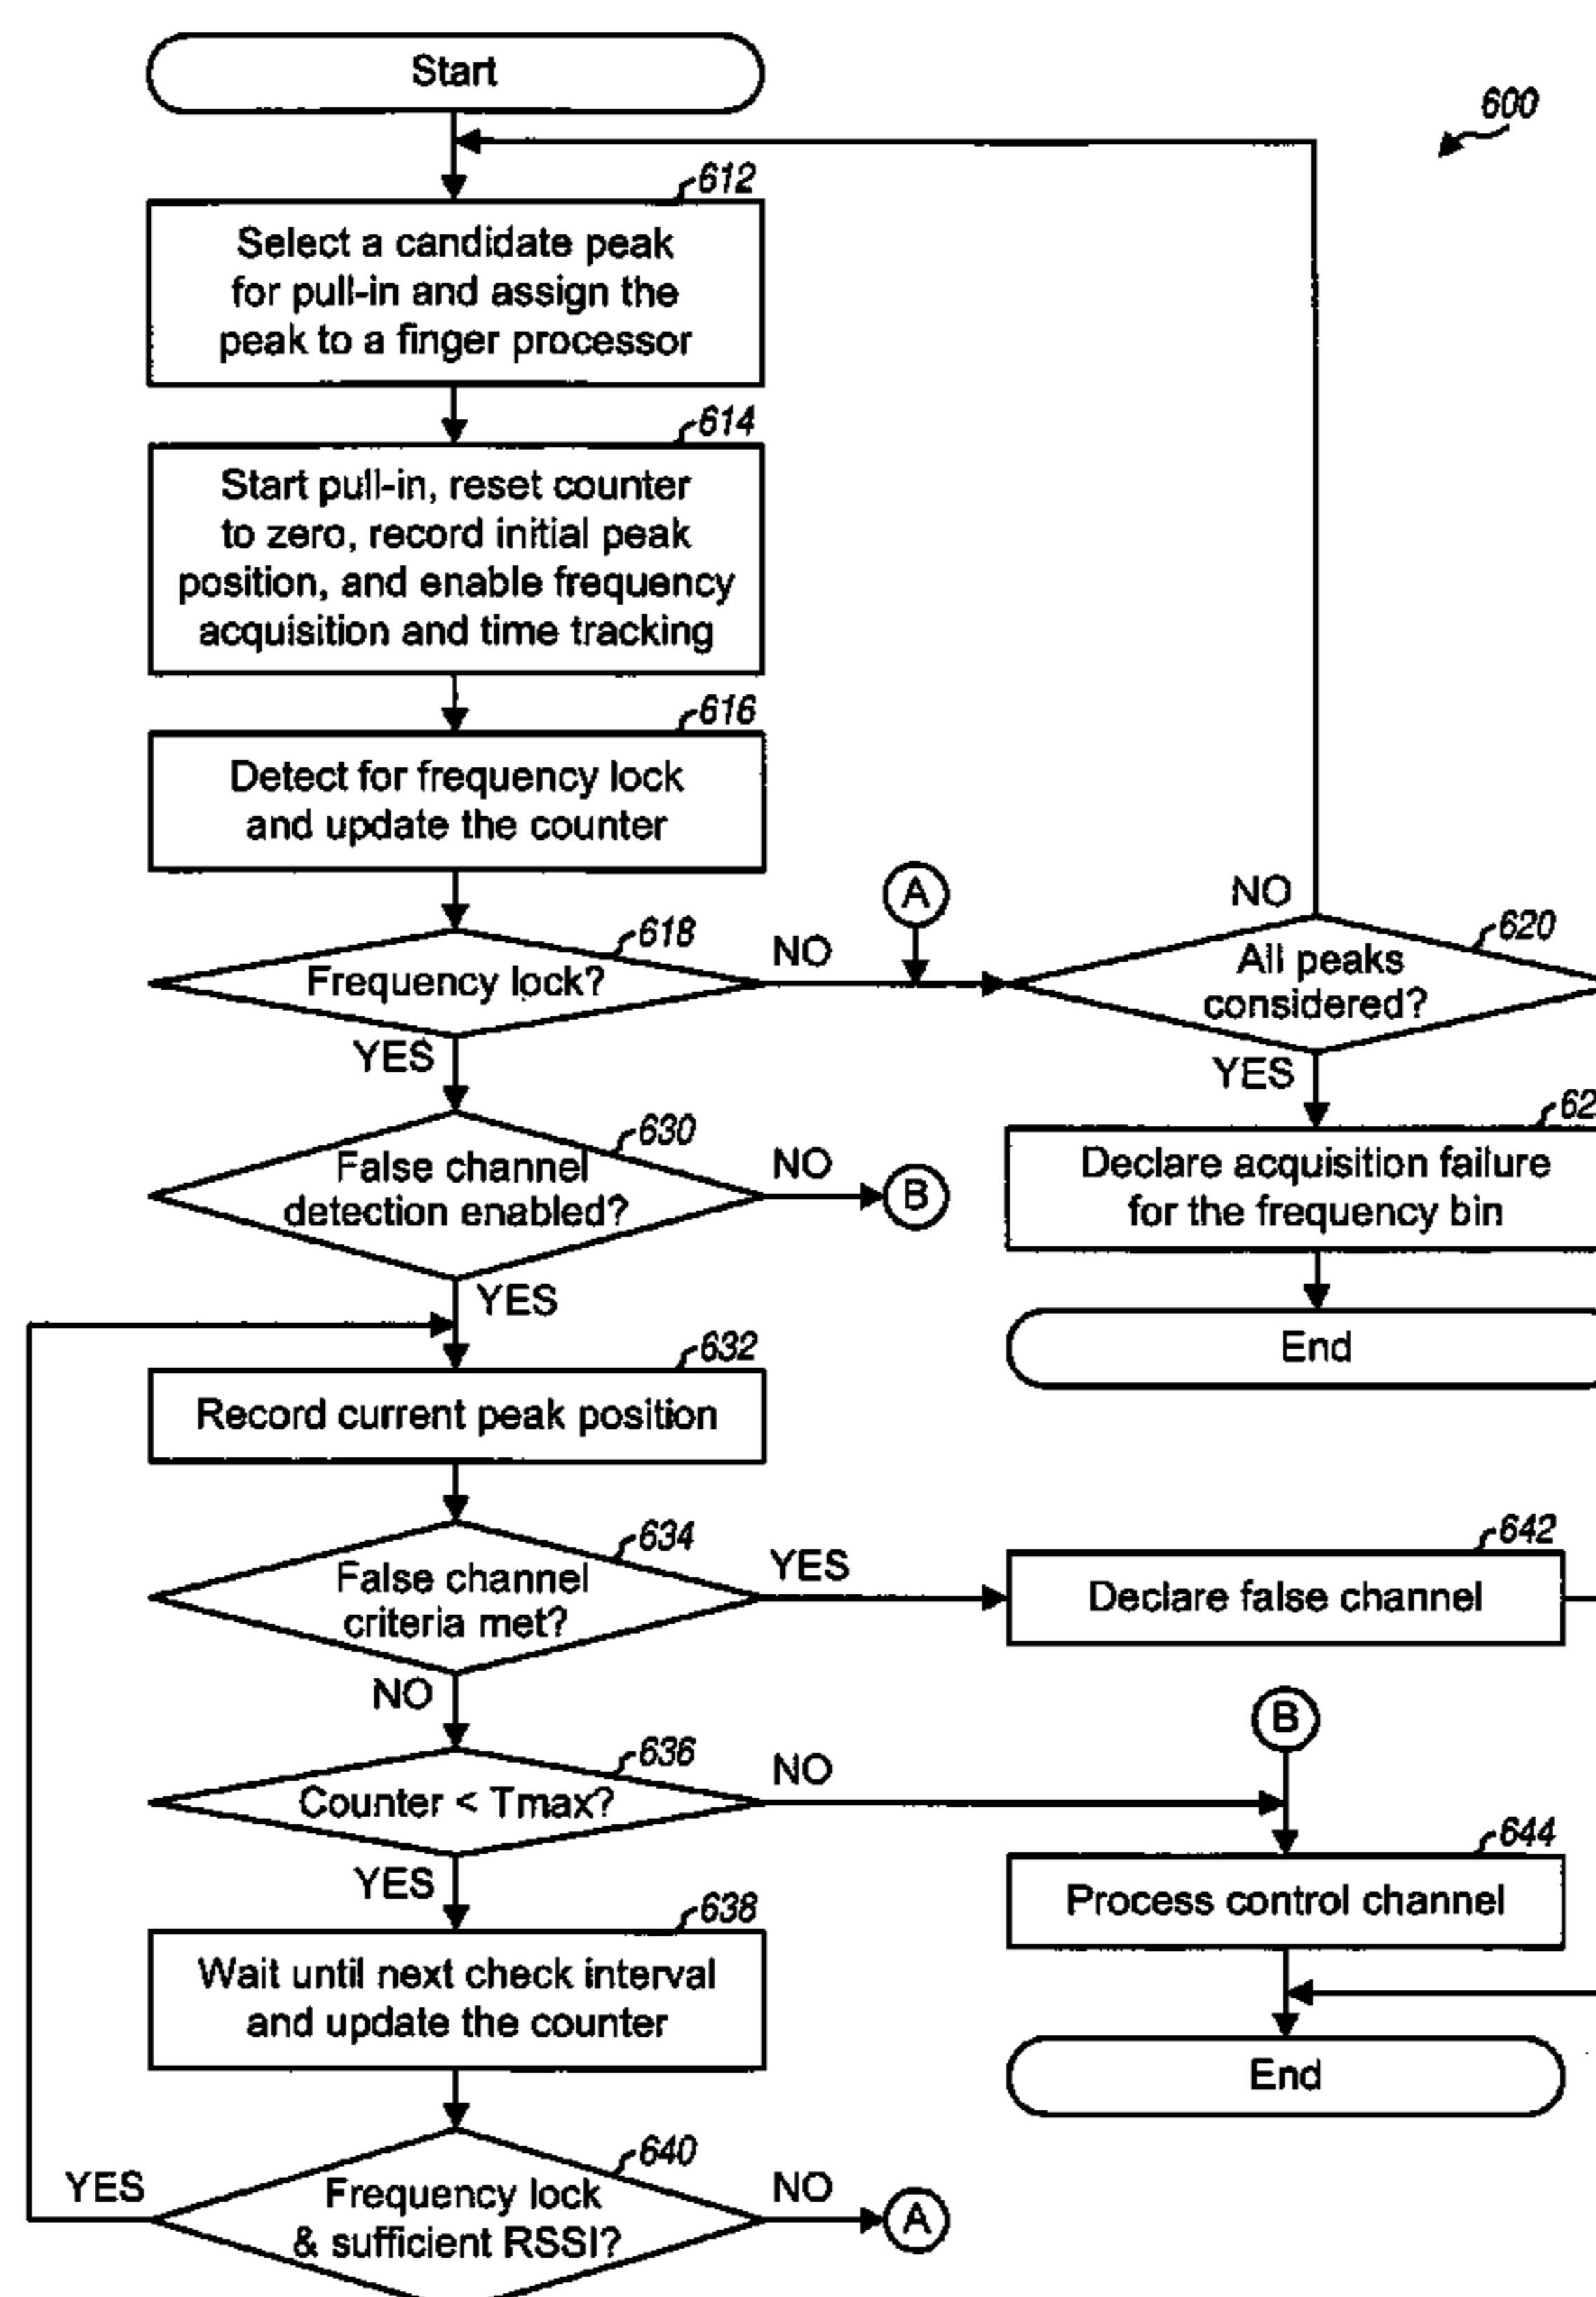 Start
600
612
Select a candidate peak
for pull-in and assign the
peak to a finger processor
614
Start pull-in, reset counter
to zero, record initial peak
position, and enable frequency
acquisition and time tracking
616
Detect for frequency lock
and update the counter
618
Frequency lock?
NO
YES
A
NO
620
All peaks
considered?
YES
62
Declare acquisition failure
for the frequency bin
End
630
False channel
detection enabled?
NO
B
YES
632
Record current peak position
634
False channel
criteria met?
YES
642
Declare false channel
NO
636
Counter < Tmax?
NO
B
644
Process control channel
End
YES
638
Wait until next check interval
and update the counter
640
Frequency lock
& sufficient RSSI?
YES
NO
A